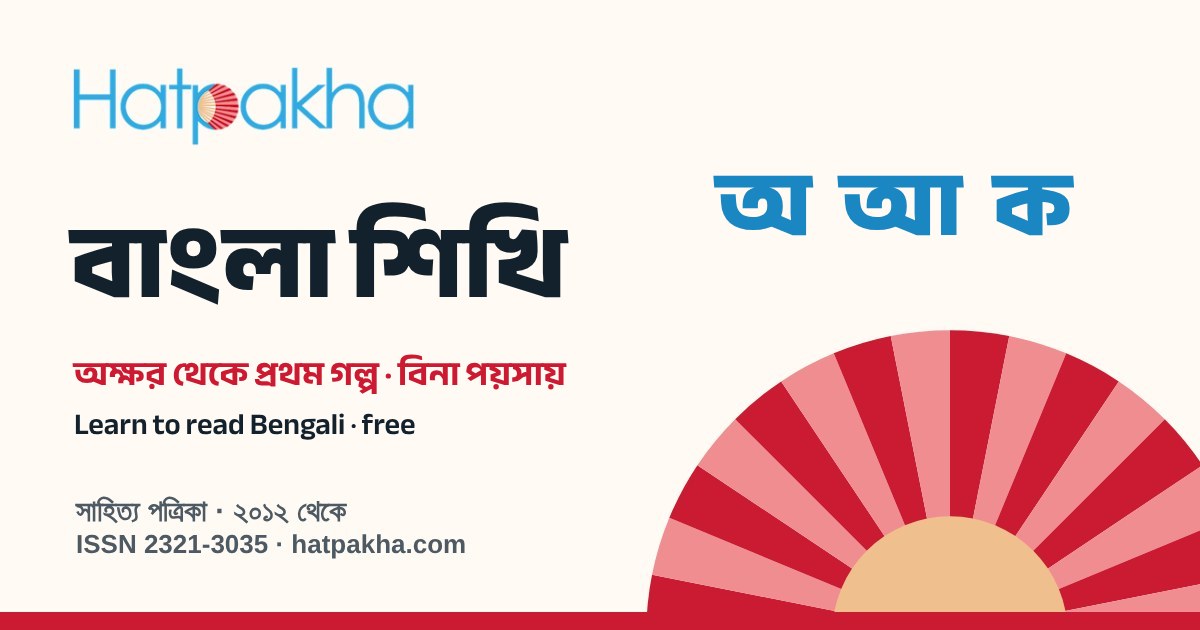 Hatpakha
অ আ ক
বাংলা শিখি
অক্ষর থেকে প্রথম গল্প · বিনা পয়সায়
Learn to read Bengali · free
সাহিত্য পত্রিকা · ২০১২ থেকে
ISSN 2321-3035 · hatpakha.com